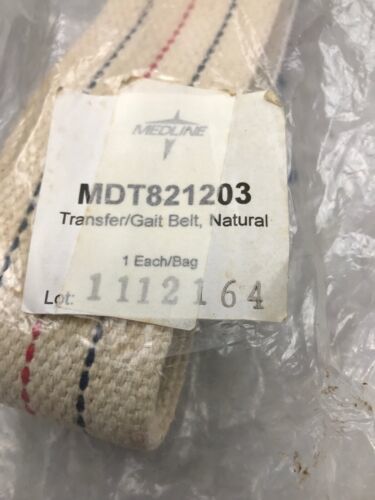 MEDLINE
MDT821203
Transfer/Gait Belt, Natural
1 Each/Bag
Lot: 1112164